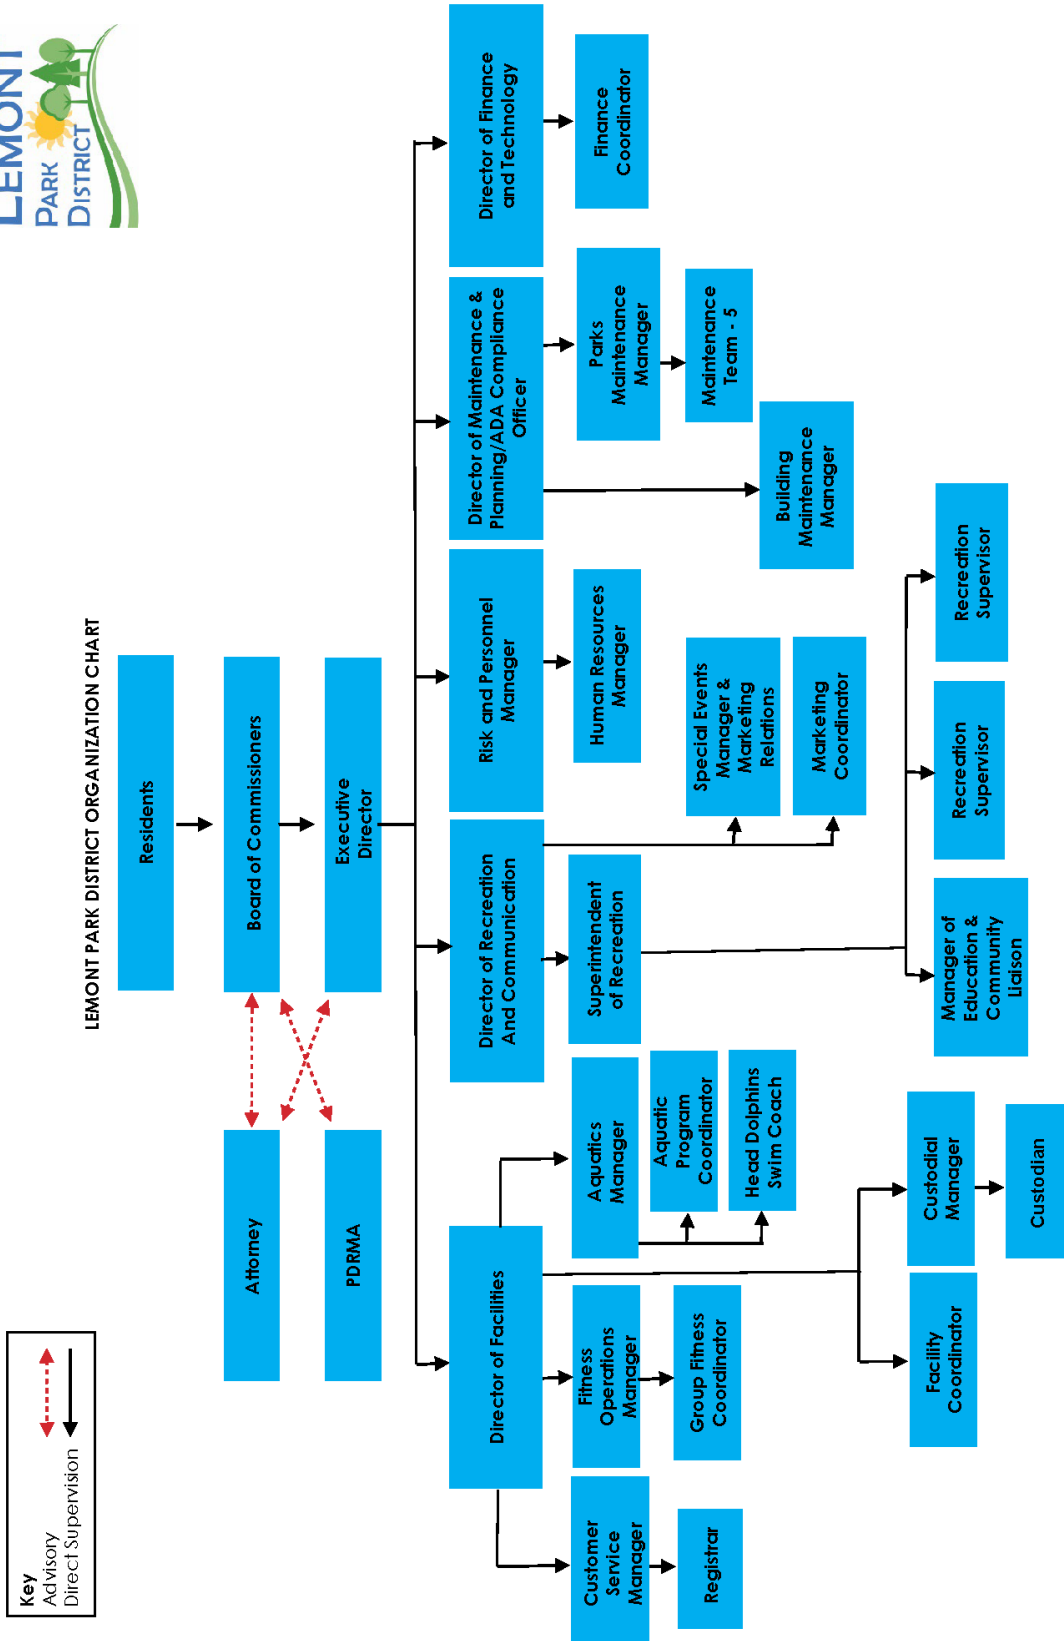 Key
Advisory
Direct Supervision
LEMONT PARK DISTRICT ORGANIZATION CHART
LEMONT
PARK
DISTRICT
Residents
Attorney
Board of Commissioners
PDRMA
Executive
Director
Director of Facilities
Director of Recreation
And Communication
Risk and Personnel
Manager
Director of Maintenance &
Planning/ADA Compliance
Officer
Director of Finance
and Technology
Customer
Service
Manager
Fitness
Operations
Manager
Aquatics
Manager
Superintendent
of Recreation
Human Resources
Manager
Parks
Maintenance
Manager
Finance
Coordinator
Registrar
Group Fitness
Coordinator
Aquatic
Program
Coordinator
Head Dolphins
Swim Coach
Special Events
Manager &
Marketing
Relations
Marketing
Coordinator
Maintenance
Team - 5
Building
Maintenance
Manager
Facility
Coordinator
Custodial
Manager
Custodian
Manager of
Education &
Community
Liaison
Recreation
Supervisor
Recreation
Supervisor